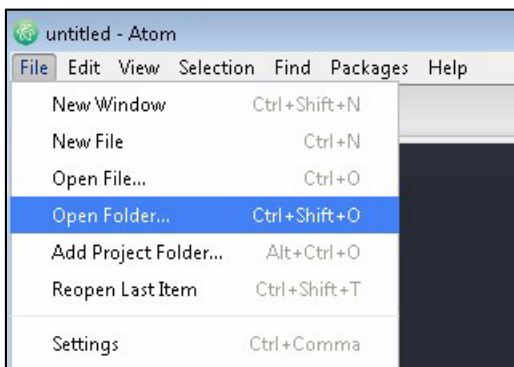 untitled - Atom
File Edit View Selection Find Packages Help
New Window Ctrl+Shift+N
New File Ctrl+N
Open File... Ctrl+O
Open Folder... Ctrl+Shift+O
Add Project Folder... Alt+Ctrl+O
Reopen Last Item Ctrl+Shift+T
Settings Ctrl+Comma